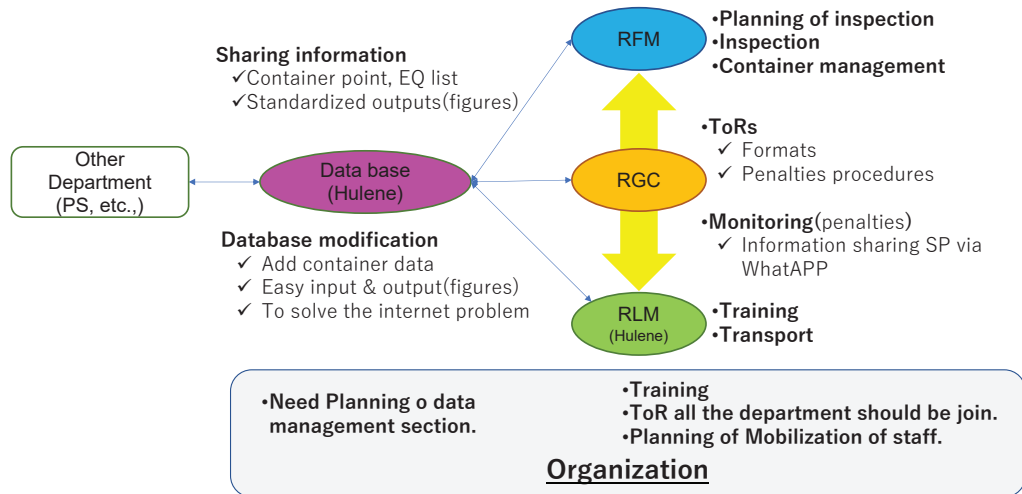 Sharing information
✓Container point, EQ list
✓Standardized outputs(figures)
Other
Department
(PS, etc.,)
Data base
(Hulene)
Database modification
✓ Add container data
✓ Easy input & output(figures)
✓ To solve the internet problem
RFM
•Planning of inspection
•Inspection
•Container management
RGC
•ToRs
✓ Formats
✓ Penalties procedures
•Monitoring(penalties)
✓ Information sharing SP via
WhatAPP
RLM
(Hulene)
•Training
•Transport
•Need Planning o data
management section.
•Training
•ToR all the department should be join.
•Planning of Mobilization of staff.
Organization